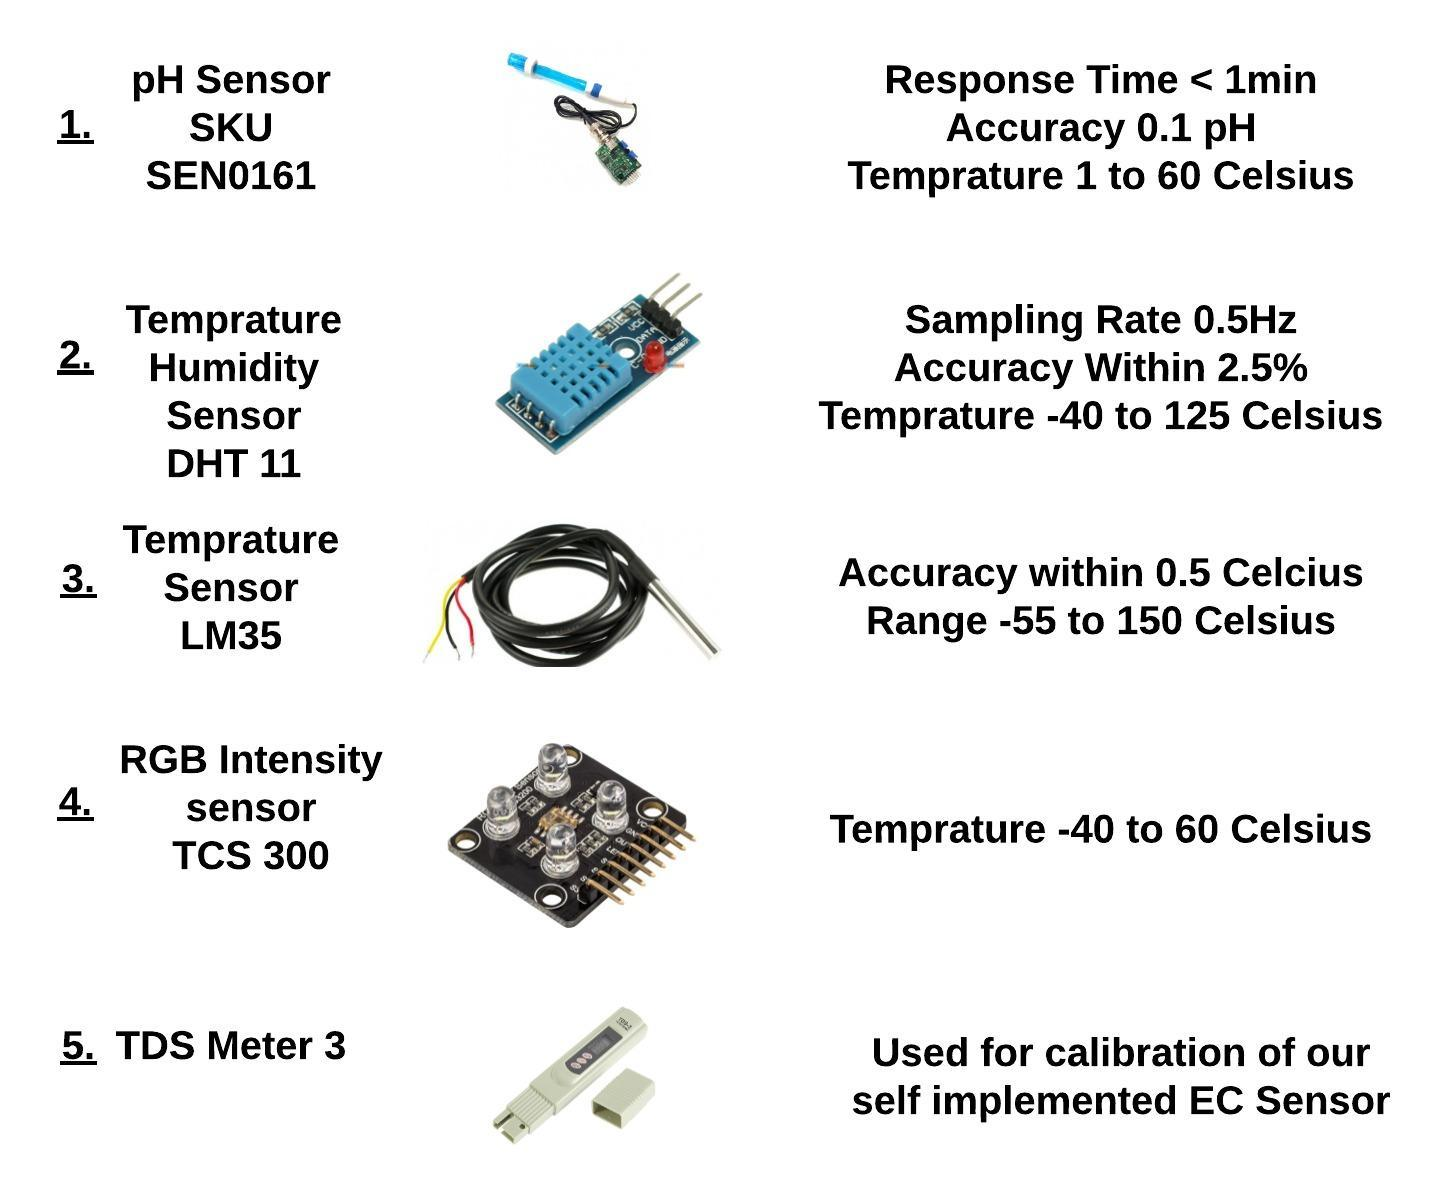 1.
pH Sensor
SKU
SEN0161
Response Time < 1min
Accuracy 0.1 pH
Temprature 1 to 60 Celsius
2.
Temprature
Humidity
Sensor
DHT 11
VCC
DATA
Sampling Rate 0.5Hz
Accuracy Within 2.5%
Temprature -40 to 125 Celsius
3.
Temprature
Sensor
LM35
Accuracy within 0.5 Celcius
Range -55 to 150 Celsius
4.
RGB Intensity
sensor
TCS 300
Temprature -40 to 60 Celsius
5. TDS Meter 3
Used for calibration of our
self implemented EC Sensor